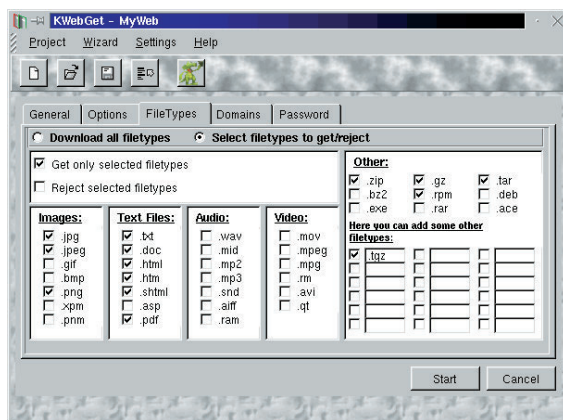 KWebGet - MyWeb
Project Wizard Settings Help
General Options FileTypes Domains Password
Download all filetypes Select filetypes to get/reject
Get only selected filetypes
Reject selected filetypes
Images:
.jpg
.jpeg
.gif
.bmp
.png
.xpm
.pnm
Text Files:
.txt
.doc
.html
.htm
.shtml
.asp
.pdf
Audio:
.wav
.mid
.mp2
.mp3
.snd
.aiff
.ram
Video:
.mov
.mpeg
.mpg
.rm
.avi
.qt
Other:
.zip .gz .tar
.bz2 .rpm .deb
.exe .rar .ace
Here you can add some other
filetypes:
.tgz
Start Cancel